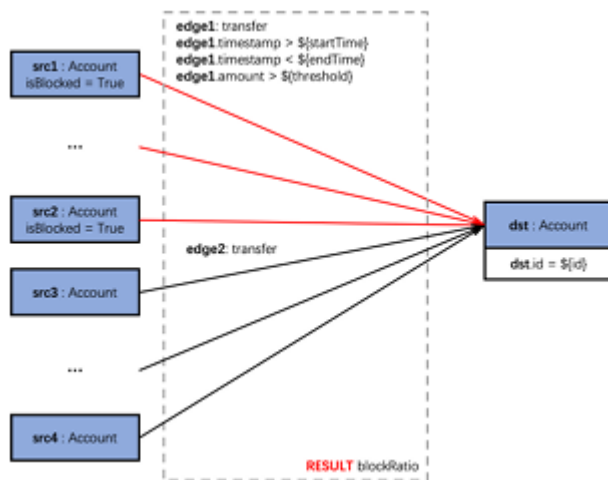 edge1: transfer
edge1.timestamp > ${startTime}
edge1.timestamp < ${endTime}
edge1.amount > ${threshold}
src1 : Account
isBlocked = True
...
src2 : Account
isBlocked = True
dst : Account
edge2: transfer
dst.id = ${id}
src3 : Account
...
src4 : Account
RESULT blockRatio